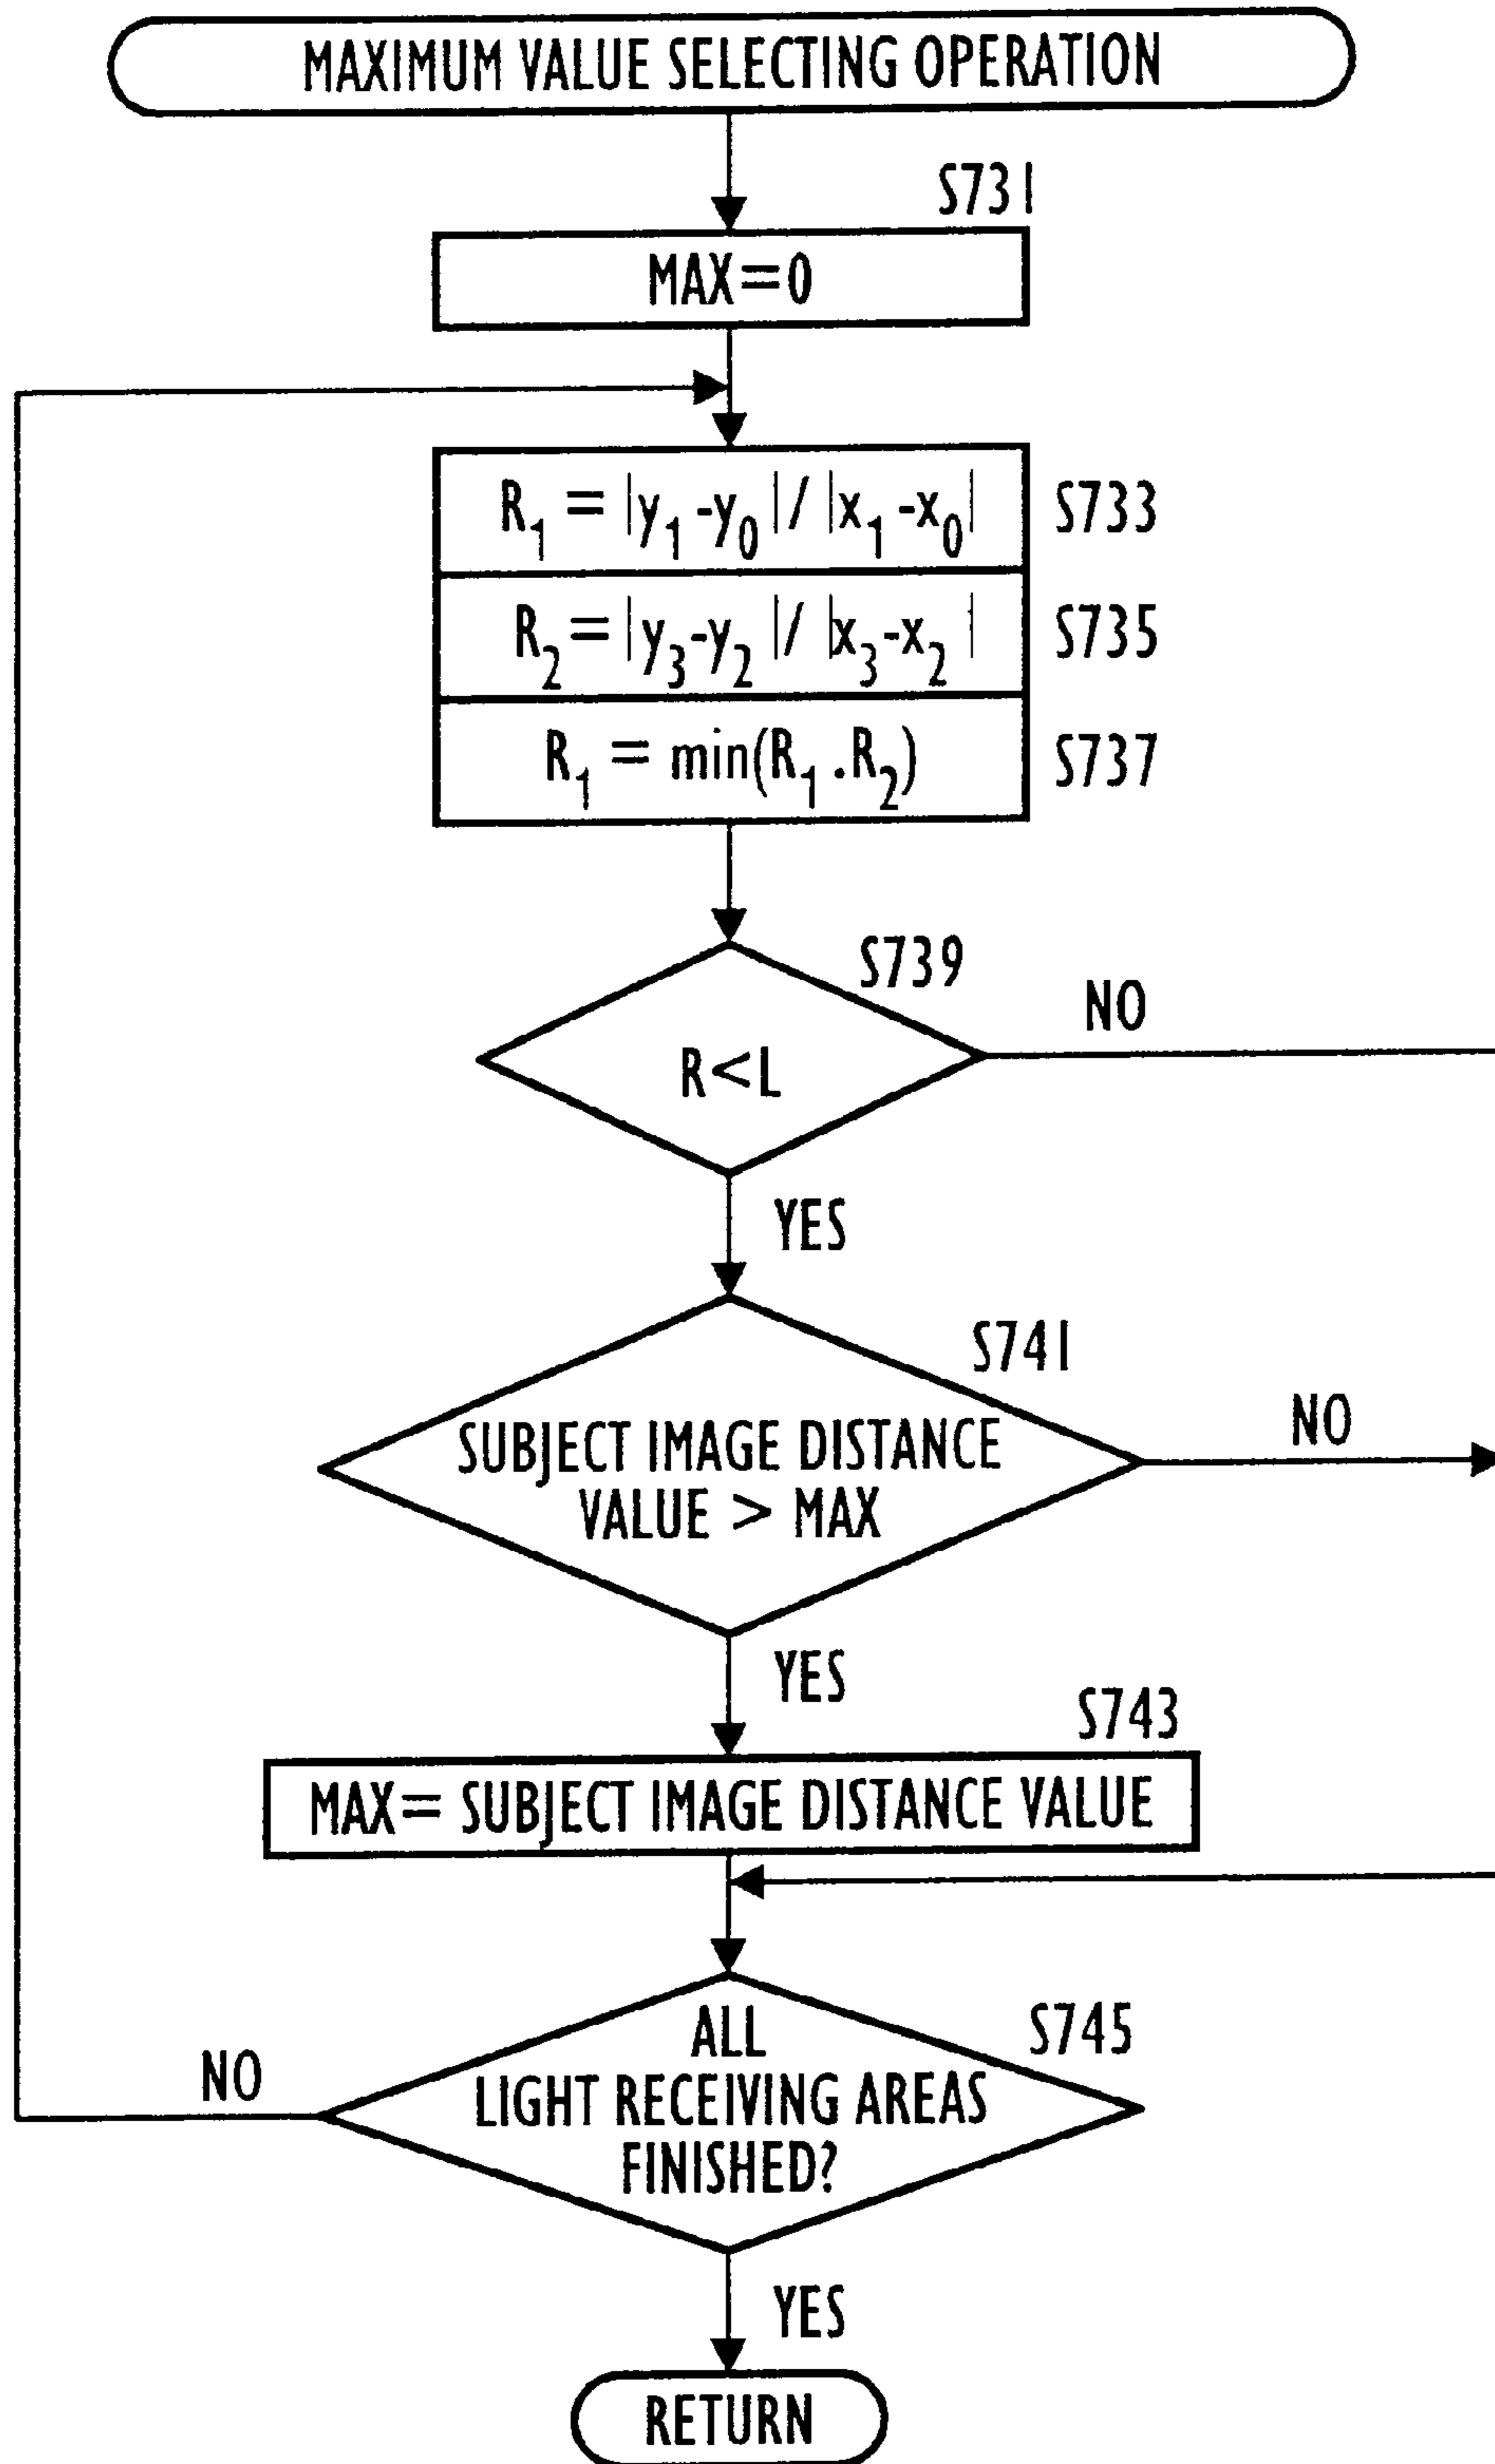 MAXIMUM VALUE SELECTING OPERATION
S731
MAX=0
R₁ = |y₁-y₀|/|x₁-x₀| S733
R₂ = |y₃-y₂|/|x₃-x₂| S735
R₁ = min(R₁.R₂) S737
S739
NO
R<L
YES
S741
SUBJECT IMAGE DISTANCE
VALUE > MAX
NO
YES
S743
MAX= SUBJECT IMAGE DISTANCE VALUE
ALL
S745
LIGHT RECEIVING AREAS
FINISHED?
NO
YES
RETURN